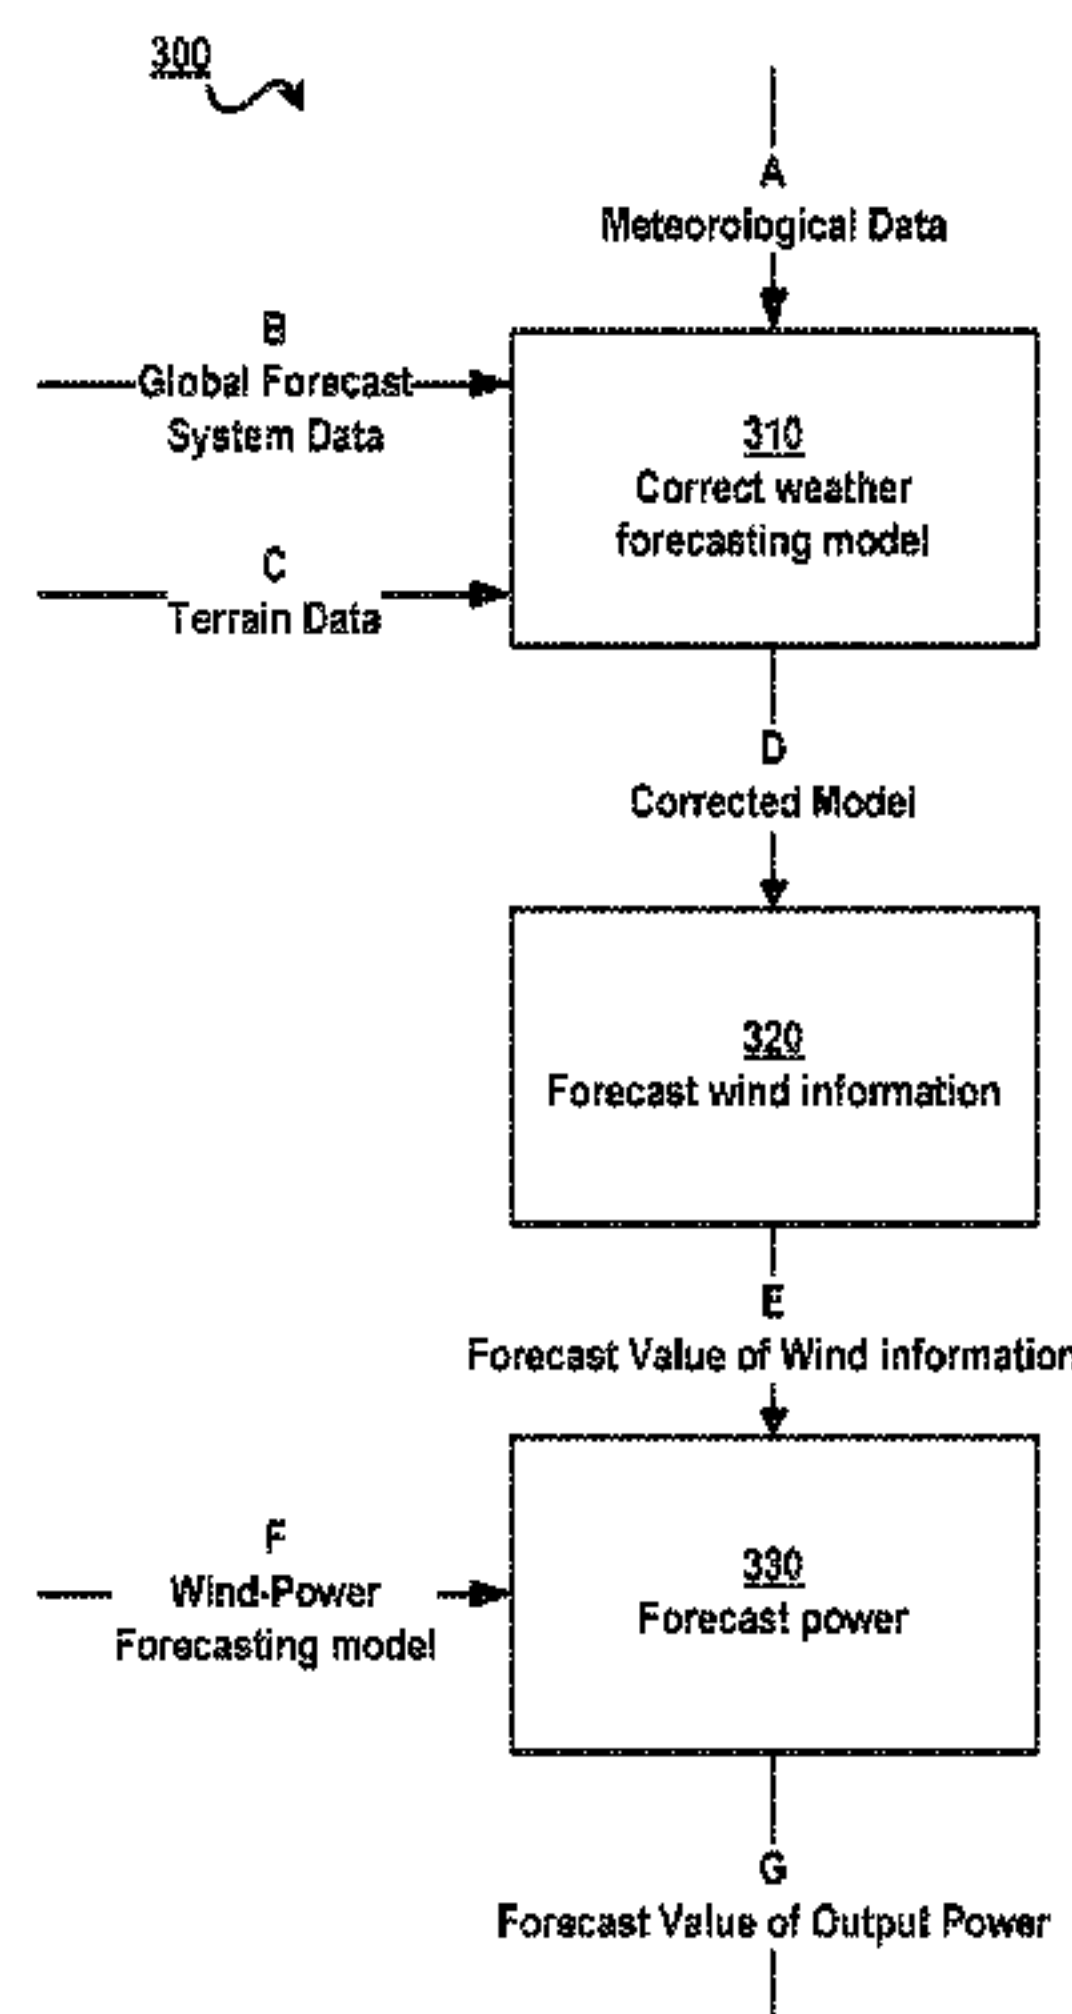 300
A
Meteorological Data
B
Global Forecast
System Data
310
Correct weather
forecasting model
C
Terrain Data
D
Corrected Model
320
Forecast wind information
E
Forecast Value of Wind information
F
Wind-Power
Forecasting model
330
Forecast power
G
Forecast Value of Output Power